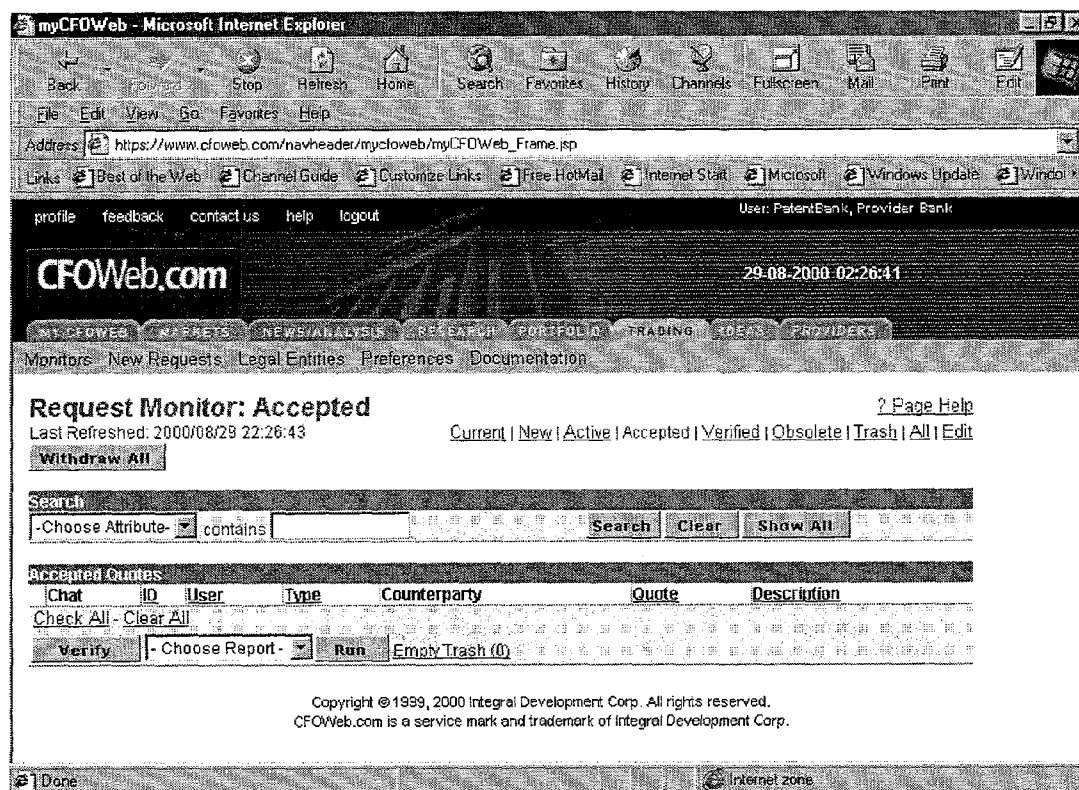 myCFOWeb - Microsoft Internet Explorer
Back Forward Stop Refresh Home Search Favorites History Channels Fullscreen Mail Print Edit
File Edit View Go Favorites Help
Address https://www.cfoweb.com/navheader/mycfoweb/myCFOWeb_Frame.jsp
Links Best of the Web Channel Guide Customize Links Free HotMail Internet Start Microsoft Windows Update Window
profile feedback contact us help logout User: PatentBank, Provider Bank
CFOWeb.com 29-08-2000 02:26:41
MY CFOWEB MARKETS NEWS/ANALYSIS RESEARCH PORTFOLIO TRADING IDEAS PROVIDERS
Monitors New Requests Legal Entities Preferences Documentation
Request Monitor: Accepted ? Page Help
Last Refreshed: 2000/08/29 22:26:43 Current | New | Active | Accepted | Verified | Obsolete | Trash | All | Edit
Withdraw All
Search
-Choose Attribute- contains Search Clear Show All
Accepted Quotes
Chat ID User Type Counterparty Quote Description
Check All - Clear All
Verify - Choose Report - Run Empty Trash (0)
Copyright © 1999, 2000 Integral Development Corp. All rights reserved.
CFOWeb.com is a service mark and trademark of Integral Development Corp.
Done Internet zone